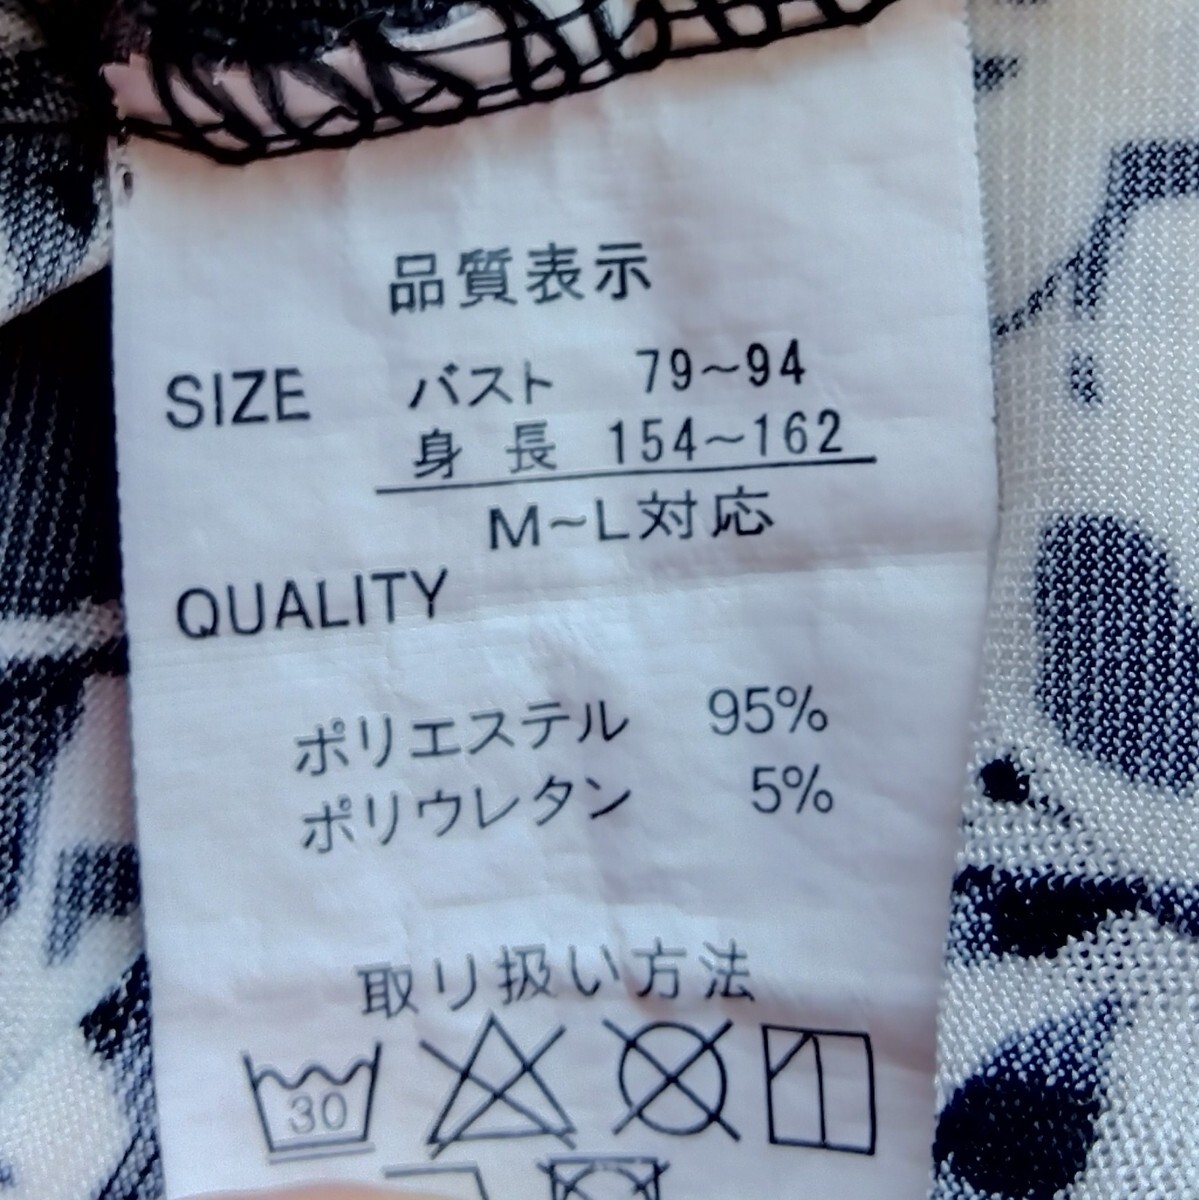 品質表示
SIZE バスト 79~94
身長 154~162
M~L対応
QUALITY
ポリエステル 95%
ポリウレタン 5%
取り扱い方法
30